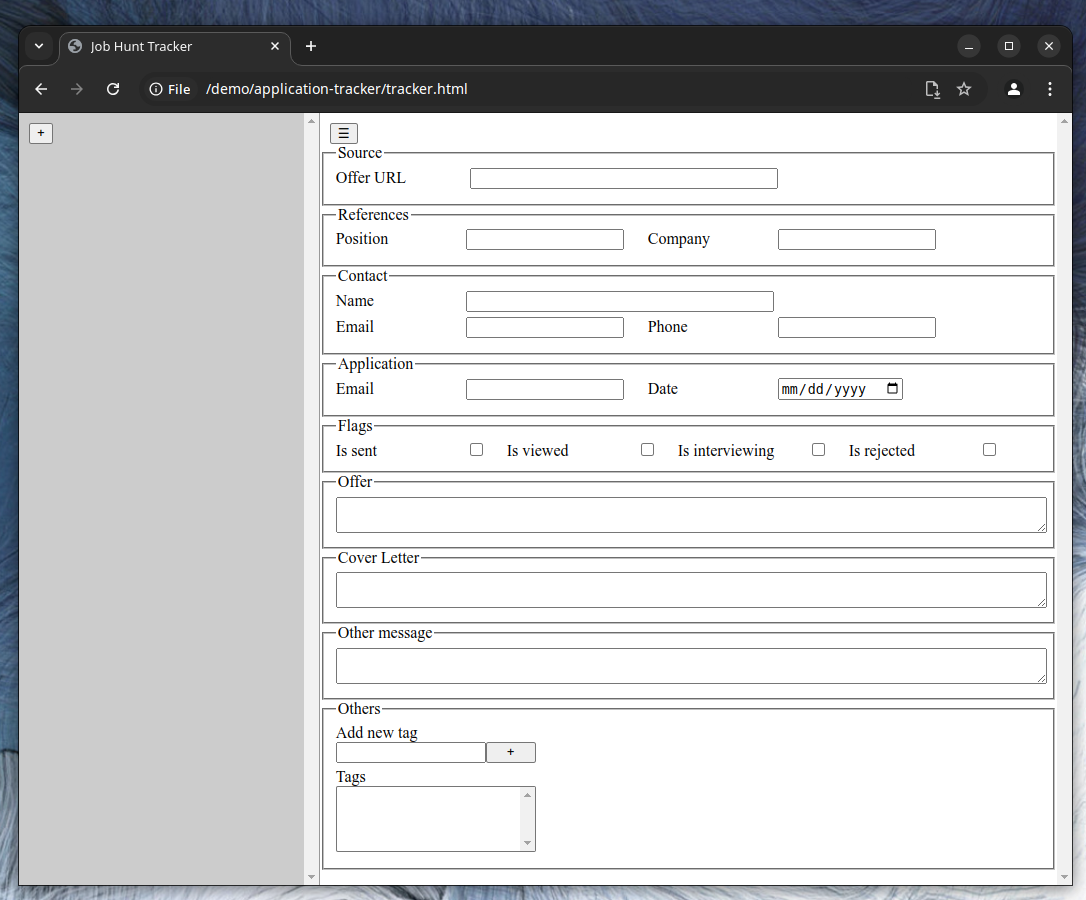 Job Hunt Tracker
File /demo/application-tracker/tracker.html
+
☰
Source
Offer URL
References
Position Company
Contact
Name
Email Phone
Application
Email Date mm/dd/yyyy
Flags
Is sent Is viewed Is interviewing Is rejected
Offer
Cover Letter
Other message
Others
Add new tag
+
Tags